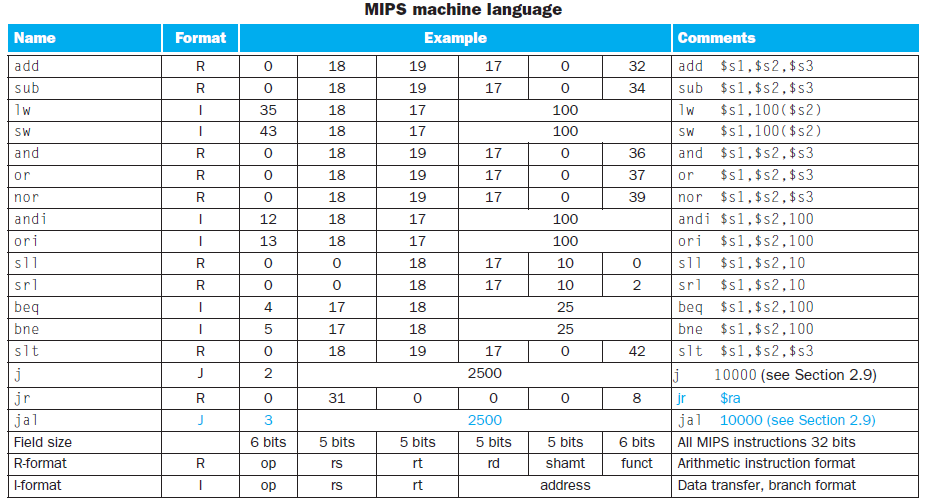 MIPS machine language
Name Format Example Comments
add R 0 18 19 17 0 32 add $s1,$s2,$s3
sub R 0 18 19 17 0 34 sub $s1,$s2,$s3
lw I 35 18 17 100 lw $s1,100($s2)
sw I 43 18 17 100 sw $s1,100($s2)
and R 0 18 19 17 0 36 and $s1,$s2,$s3
or R 0 18 19 17 0 37 or $s1,$s2,$s3
nor R 0 18 19 17 0 39 nor $s1,$s2,$s3
andi I 12 18 17 100 andi $s1,$s2,100
ori I 13 18 17 100 ori $s1,$s2,100
sll R 0 0 18 17 10 0 sll $s1,$s2,10
srl R 0 0 18 17 10 2 srl $s1,$s2,10
beq I 4 17 18 25 beq $s1,$s2,100
bne I 5 17 18 25 bne $s1,$s2,100
slt R 0 18 19 17 0 42 slt $s1,$s2,$s3
j J 2 2500 j 10000 (see Section 2.9)
jr R 0 31 0 0 0 8 jr $ra
jal J 3 2500 jal 10000 (see Section 2.9)
Field size 6 bits 5 bits 5 bits 5 bits 5 bits 6 bits All MIPS instructions 32 bits
R-format R op rs rt rd shamt funct Arithmetic instruction format
I-format I op rs rt address Data transfer, branch format